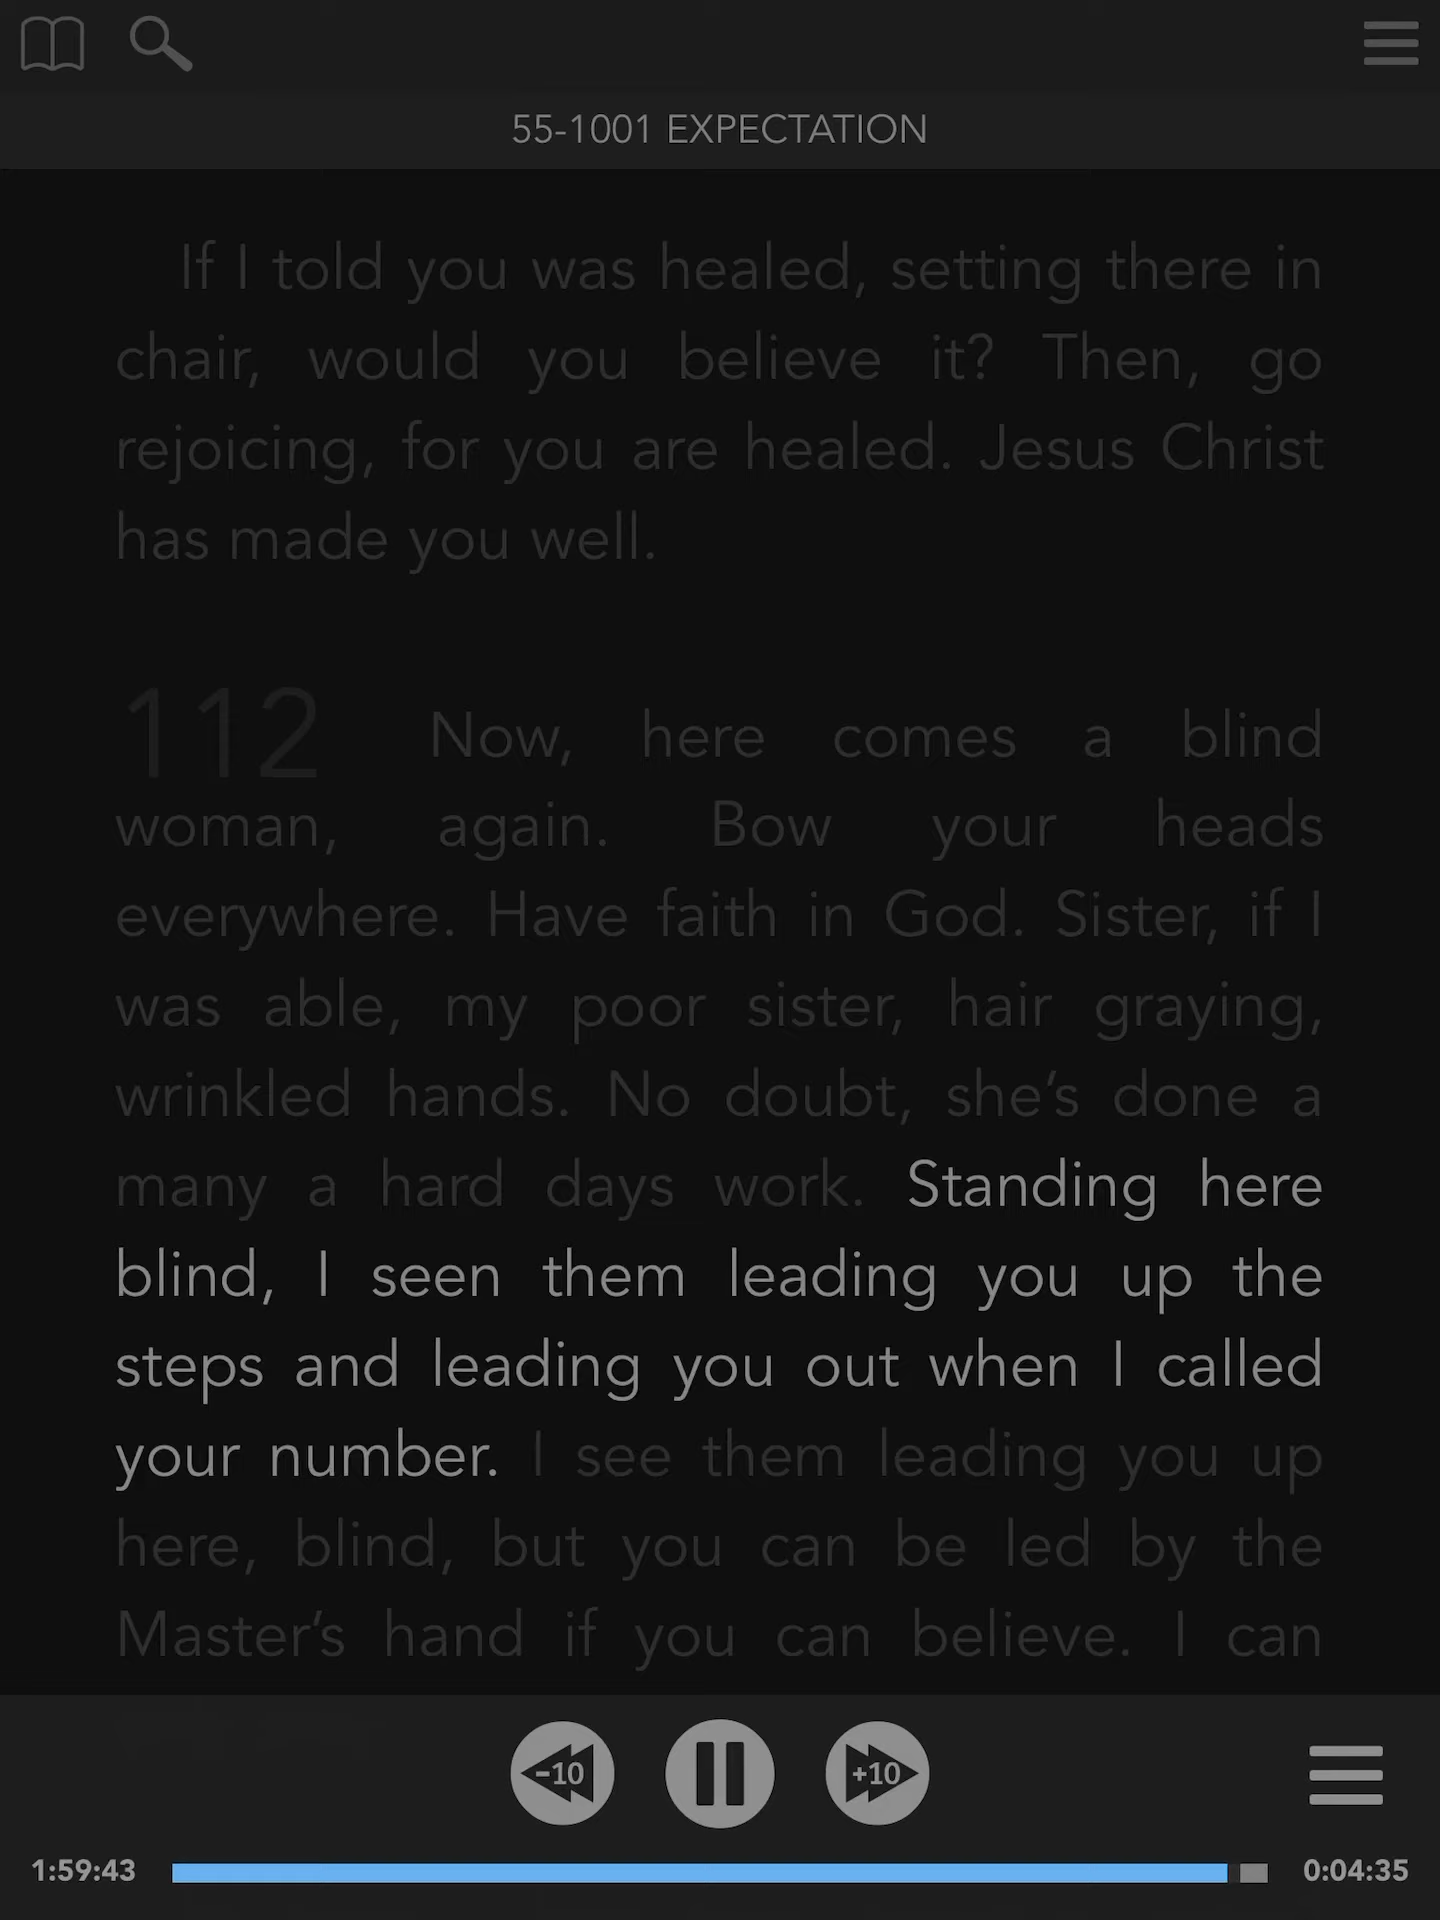 55-1001 EXPECTATION
If I told you was healed, setting there in
chair, would you believe it? Then, go
rejoicing, for you are healed. Jesus Christ
has made you well.
112 Now, here comes a blind
woman, again. Bow your heads
everywhere. Have faith in God. Sister, if I
was able, my poor sister, hair graying,
wrinkled hands. No doubt, she’s done a
many a hard days work. Standing here
blind, I seen them leading you up the
steps and leading you out when I called
your number. I see them leading you up
here, blind, but you can be led by the
Master’s hand if you can believe. I can
-10 +10
1:59:43 0:04:35